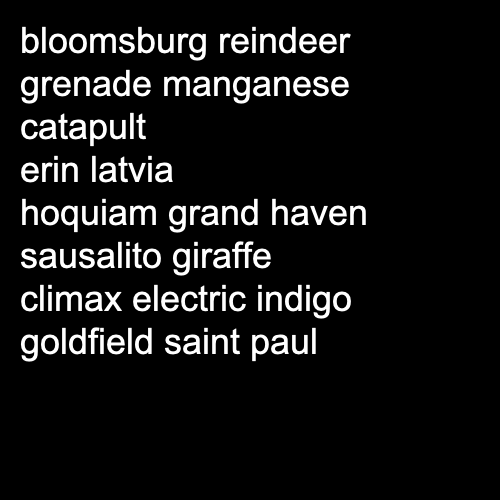 bloomsburg reindeer
grenade manganese
catapult
erin latvia
hoquiam grand haven
sausalito giraffe
climax electric indigo
goldfield saint paul